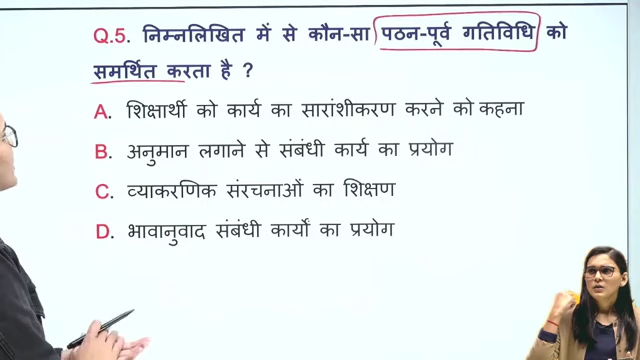 Q.5. निम्नलिखित में से कौन-सा पठन-पूर्व गतिविधि को
समर्थित करता है ?
A. शिक्षार्थी को कार्य का सारांशीकरण करने को कहना
B. अनुमान लगाने से संबंधी कार्य का प्रयोग
C. व्याकरणिक संरचनाओं का शिक्षण
D. भावानुवाद संबंधी कार्यों का प्रयोग